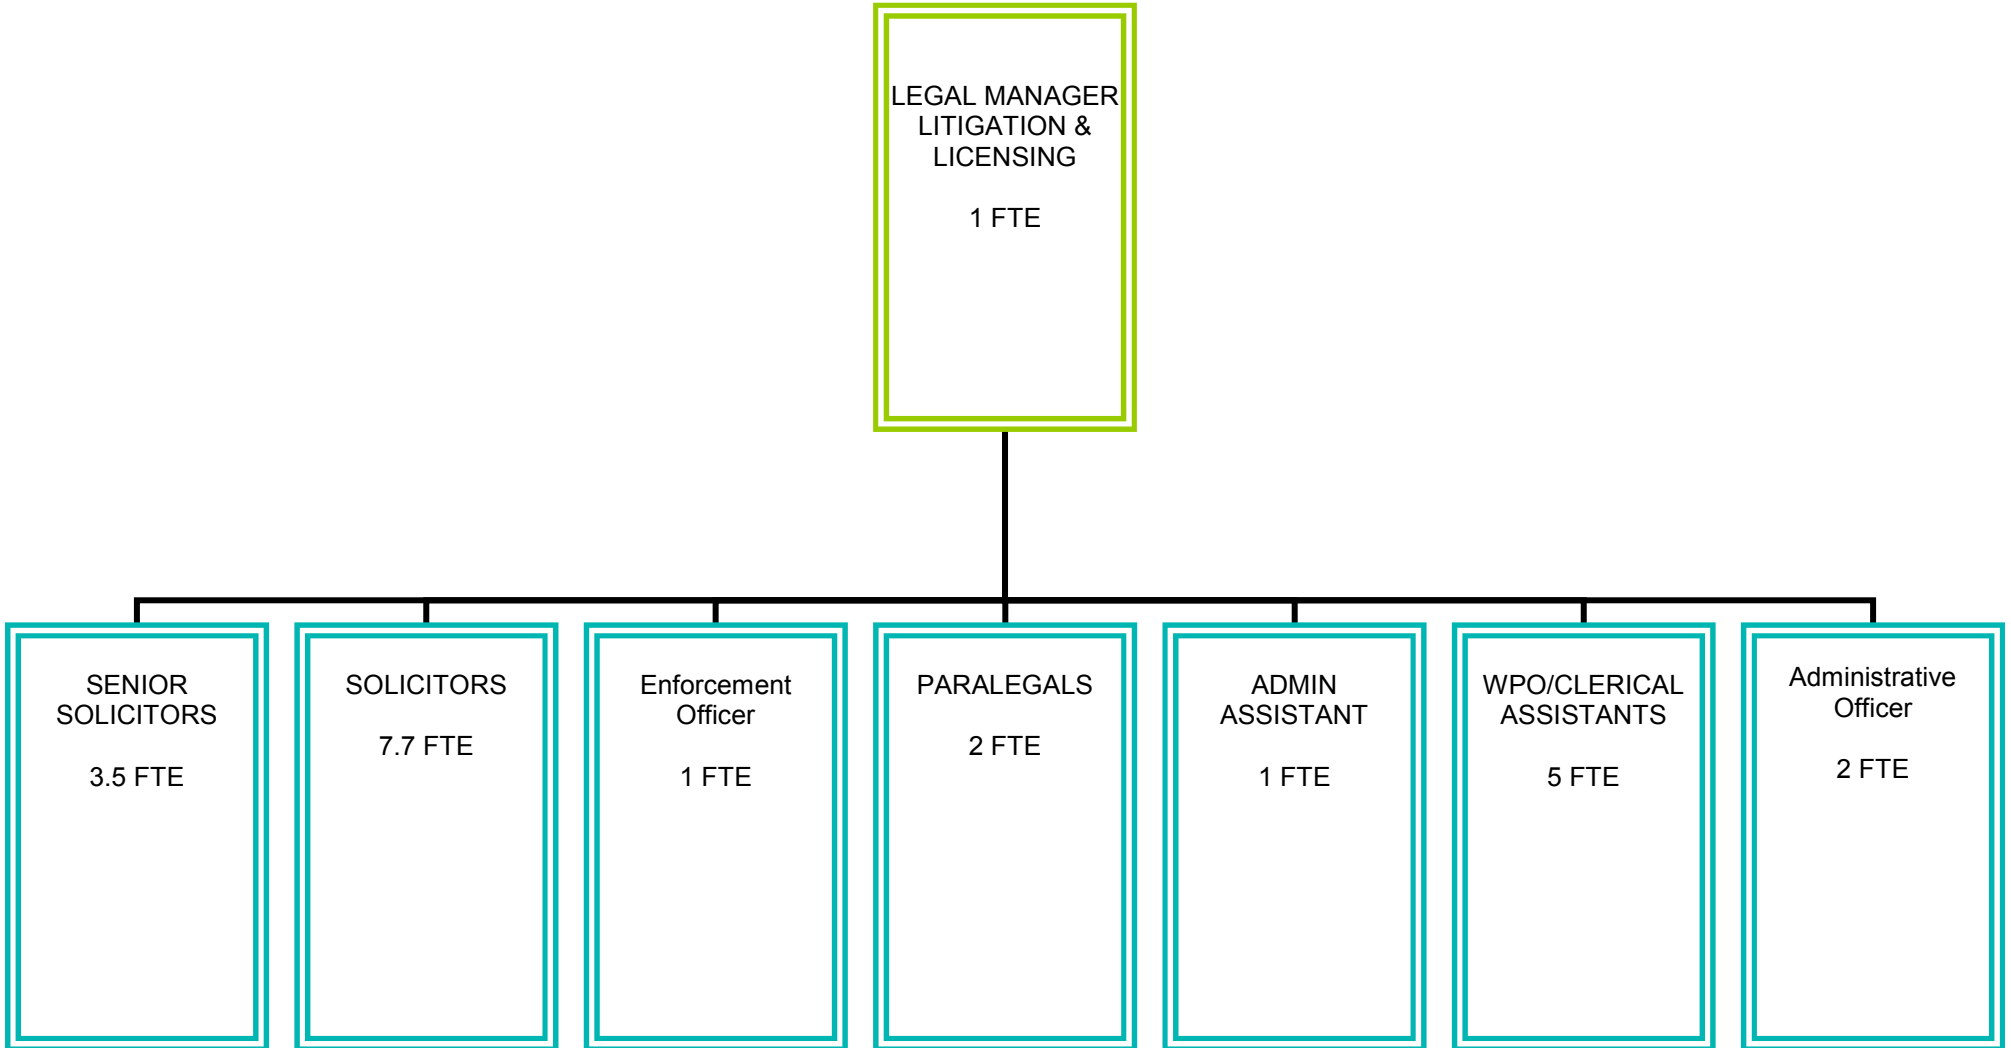 LEGAL MANAGER
LITIGATION &
LICENSING
1 FTE
SENIOR
SOLICITORS
3.5 FTE
SOLICITORS
7.7 FTE
Enforcement
Officer
1 FTE
PARALEGALS
2 FTE
ADMIN
ASSISTANT
1 FTE
WPO/CLERICAL
ASSISTANTS
5 FTE
Administrative
Officer
2 FTE